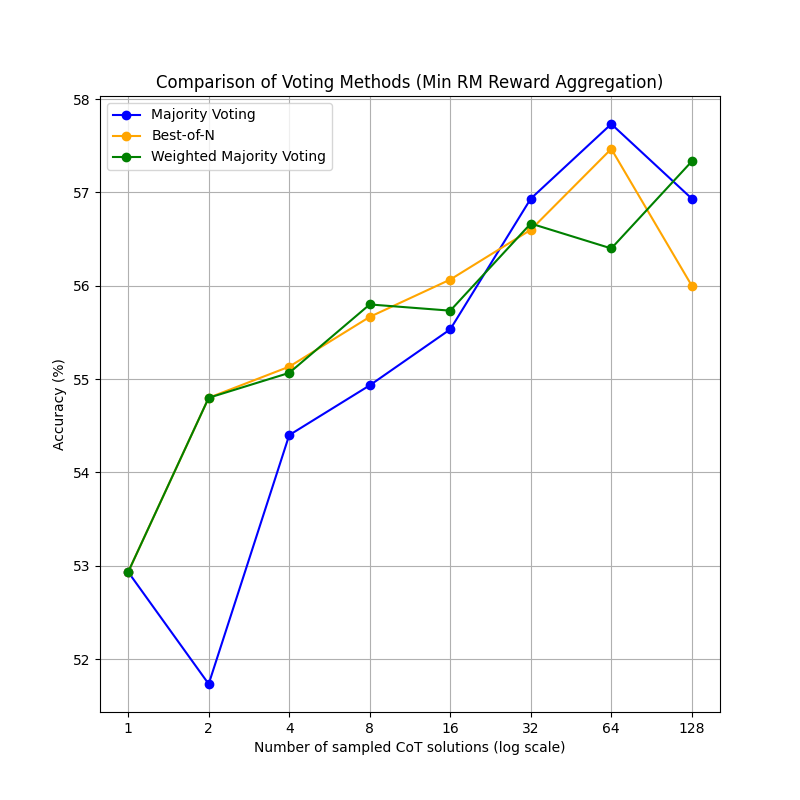 Comparison of Voting Methods (Min RM Reward Aggregation)
Majority Voting
Best-of-N
Weighted Majority Voting
58
57
56
55
54
53
52
Accuracy (%)
1 2 4 8 16 32 64 128
Number of sampled CoT solutions (log scale)